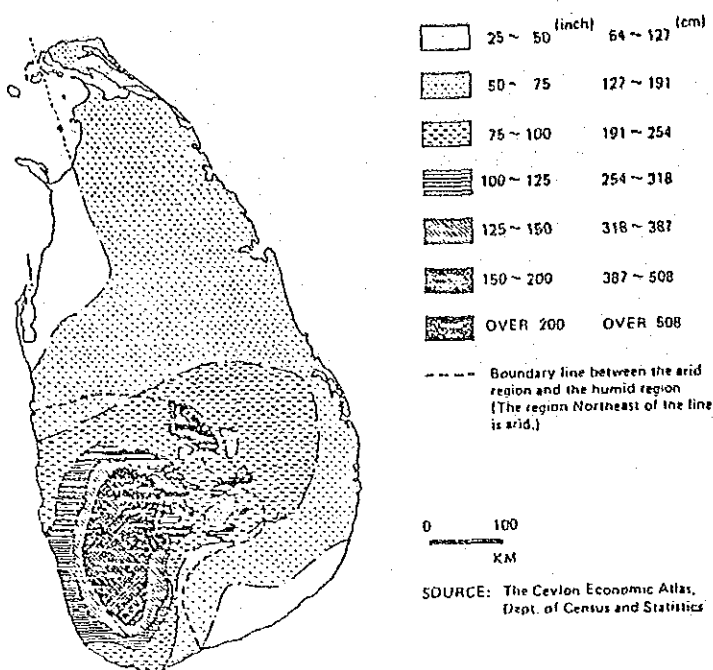 (inch) (cm)
25 ~ 50 64 ~ 127
50 ~ 75 127 ~ 191
75 ~ 100 191 ~ 254
100 ~ 125 254 ~ 318
125 ~ 150 318 ~ 387
150 ~ 200 387 ~ 508
OVER 200 OVER 508
Boundary line between the arid
region and the humid region
(The region Northeast of the line
is arid.)
0 100
KM
SOURCE: The Ceylon Economic Atlas,
Dept. of Census and Statistics